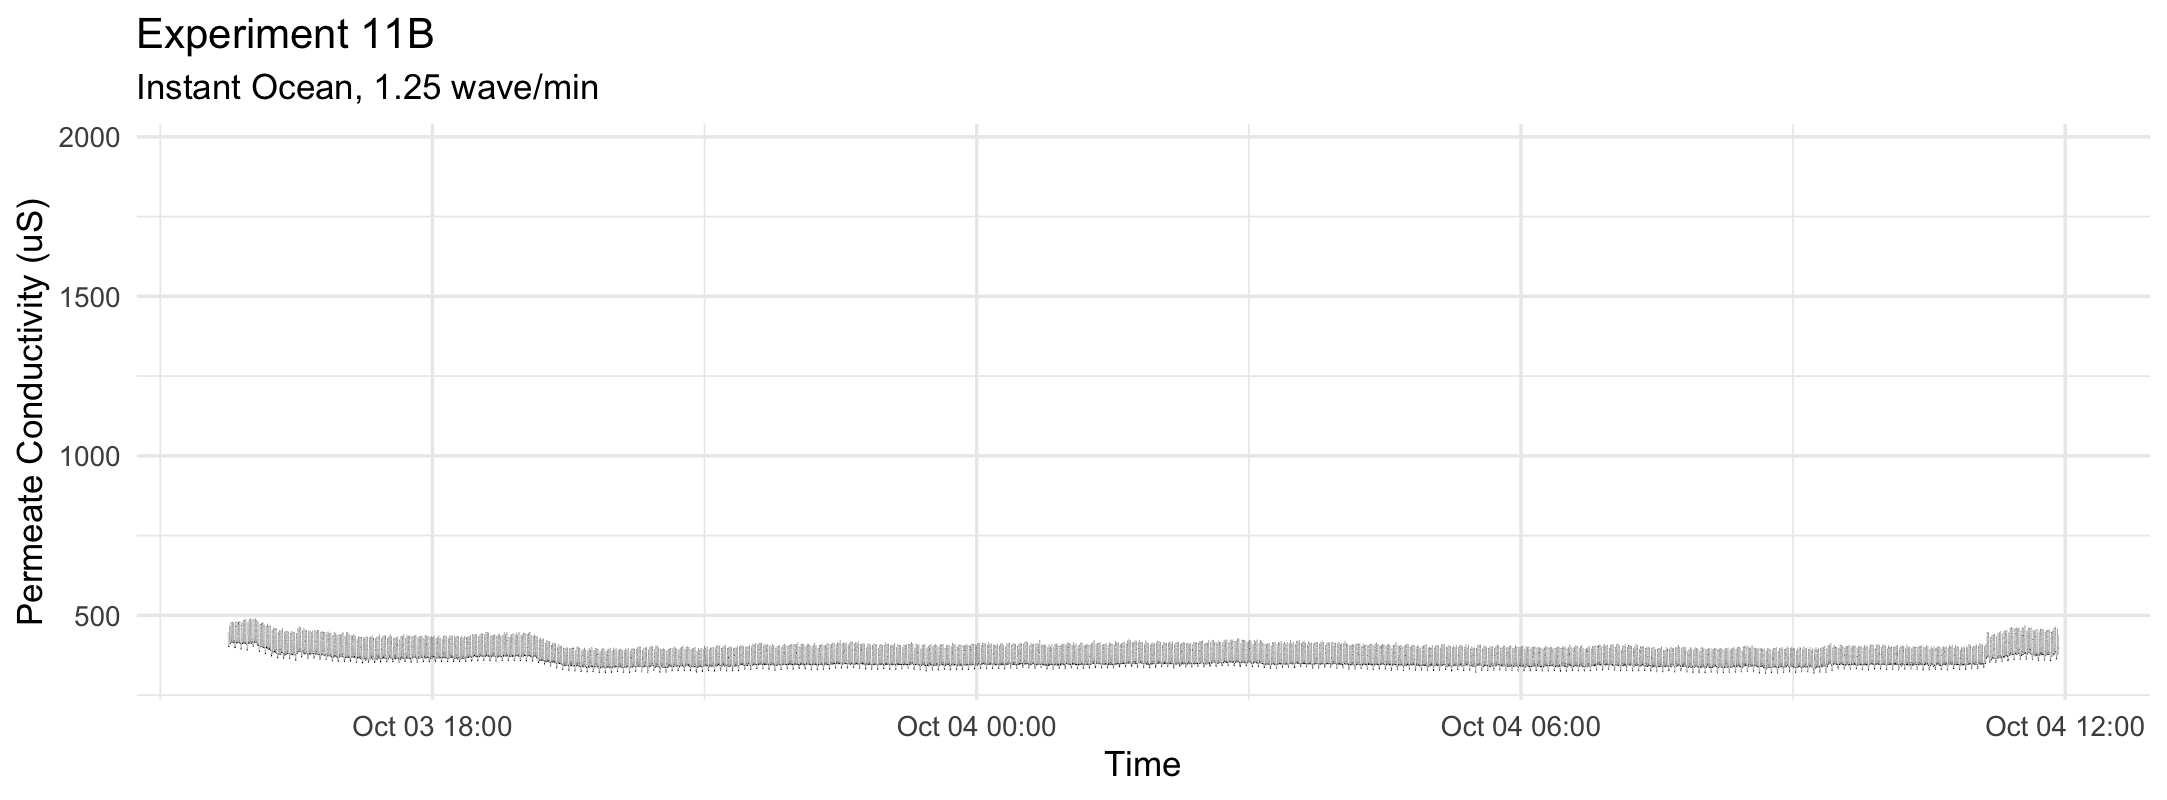 Experiment 11B
Instant Ocean, 1.25 wave/min
Permeate Conductivity (uS)
2000
1500
1000
500
Oct 03 18:00
Oct 04 00:00
Oct 04 06:00
Oct 04 12:00
Time